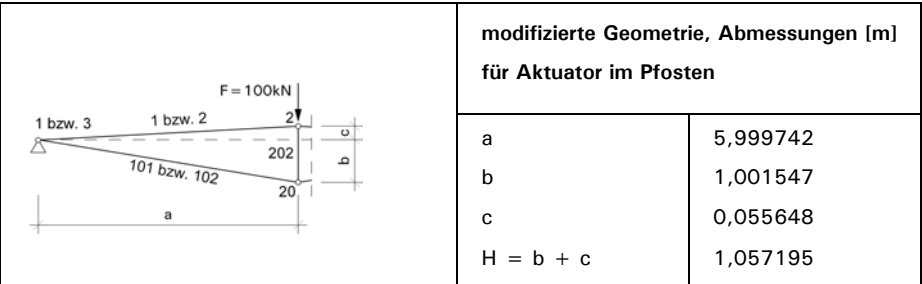 modifizierte Geometrie, Abmessungen [m]
für Aktuator im Pfosten
F = 100kN
1 bzw. 3
1 bzw. 2
2
c
202
b
101 bzw. 102
20
a
a 5,999742
b 1,001547
c 0,055648
H = b + c 1,057195